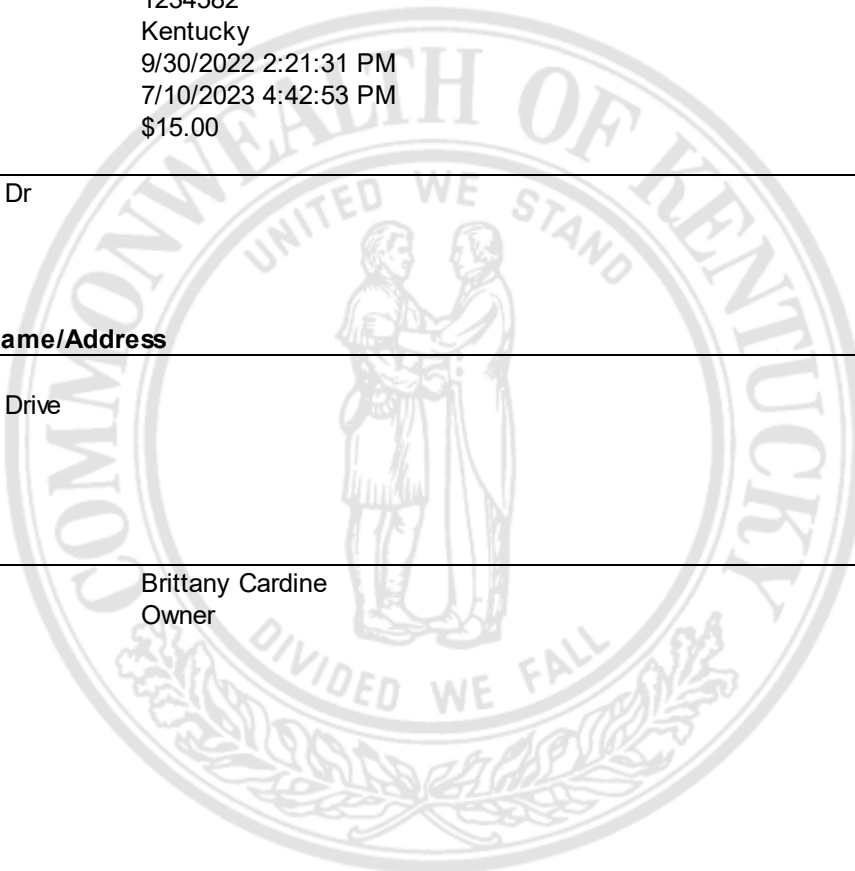 1234582
Kentucky
9/30/2022 2:21:31 PM
7/10/2023 4:42:53 PM
$15.00
Dr
ame/Address
Drive
Brittany Cardine
Owner
COMMONWEALTH OF KENTUCKY
UNITED WE STAND
DIVIDED WE FALL